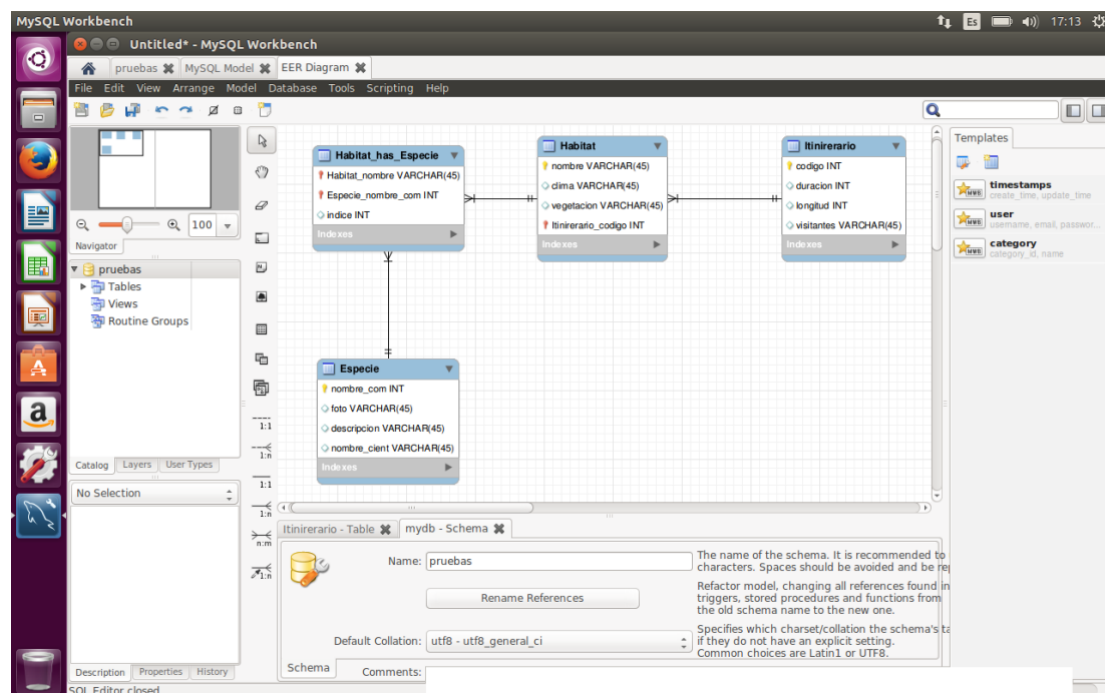 MySQL Workbench
Es 17:13
Untitled* - MySQL Workbench
pruebas MySQL Model EER Diagram
File Edit View Arrange Model Database Tools Scripting Help
100
Navigator
pruebas
Tables
Views
Routine Groups
Catalog Layers User Types
No Selection
Description Properties History
SQL Editor closed
1:1
1:n
1:1
1:n
n:m
1:n
Habitat_has_Especie
Habitat_nombre VARCHAR(45)
Especie_nombre_com INT
indice INT
Indexes
Habitat
nombre VARCHAR(45)
clima VARCHAR(45)
vegetacion VARCHAR(45)
Itinirerario_codigo INT
Indexes
Itinirerario
codigo INT
duracion INT
longitud INT
visitantes VARCHAR(45)
Indexes
Especie
nombre_com INT
foto VARCHAR(45)
descripcion VARCHAR(45)
nombre_cient VARCHAR(45)
Indexes
Templates
timestamps
create_time, update_time
user
username, email, passwor...
category
category_id, name
Itinirerario - Table mydb - Schema
Name: pruebas
The name of the schema. It is recommended to
characters. Spaces should be avoided and be rep
Rename References
Refactor model, changing all references found in
triggers, stored procedures and functions from
the old schema name to the new one.
Default Collation: utf8 - utf8_general_ci
Specifies which charset/collation the schema's ta
if they do not have an explicit setting.
Common choices are Latin1 or UTF8.
Schema
Comments: